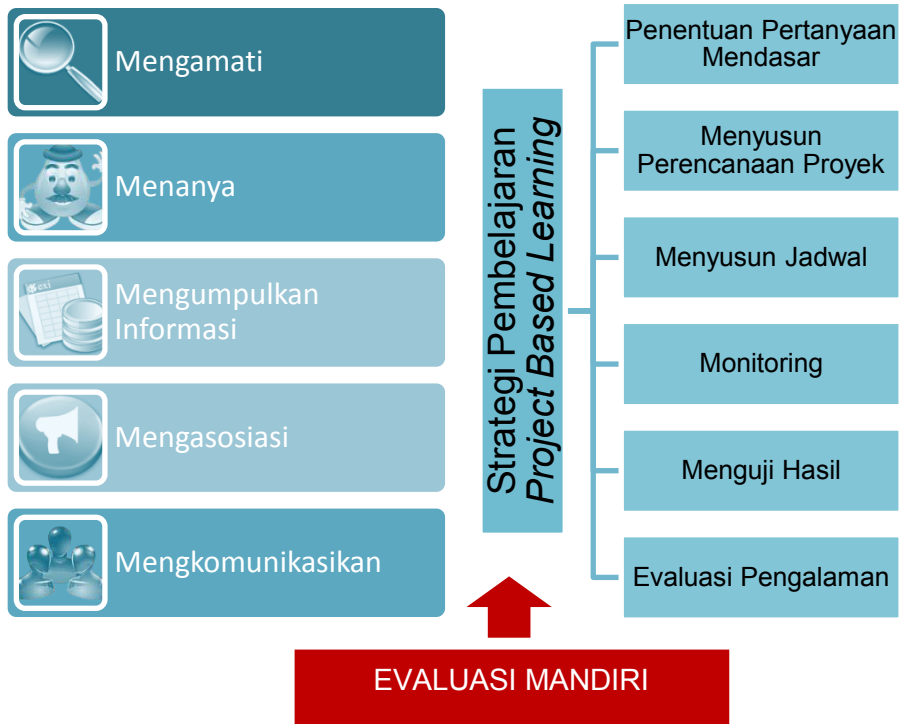 Mengamati
Menanya
Mengumpulkan
Informasi
Mengasosiasi
Mengkomunikasikan
Strategi Pembelajaran
Project Based Learning
Penentuan Pertanyaan
Mendasar
Menyusun
Perencanaan Proyek
Menyusun Jadwal
Monitoring
Menguji Hasil
Evaluasi Pengalaman
EVALUASI MANDIRI